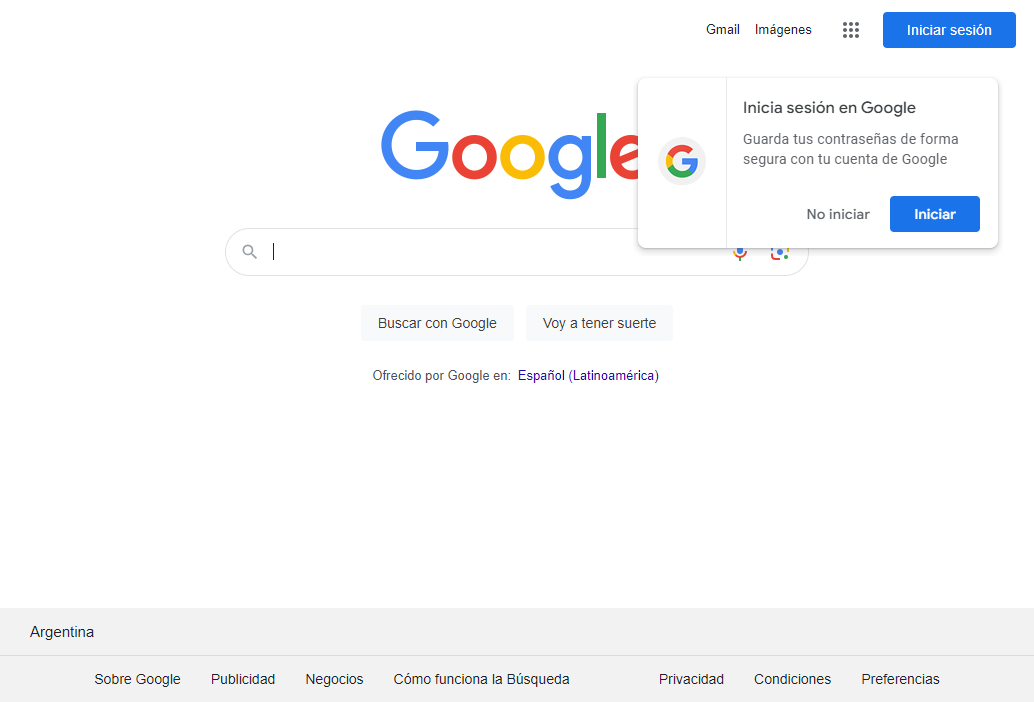 Gmail Imágenes Iniciar sesión
Inicia sesión en Google
Guarda tus contraseñas de forma
segura con tu cuenta de Google
No iniciar Iniciar
Google
Buscar con Google Voy a tener suerte
Ofrecido por Google en: Español (Latinoamérica)
Argentina
Sobre Google Publicidad Negocios Cómo funciona la Búsqueda Privacidad Condiciones Preferencias